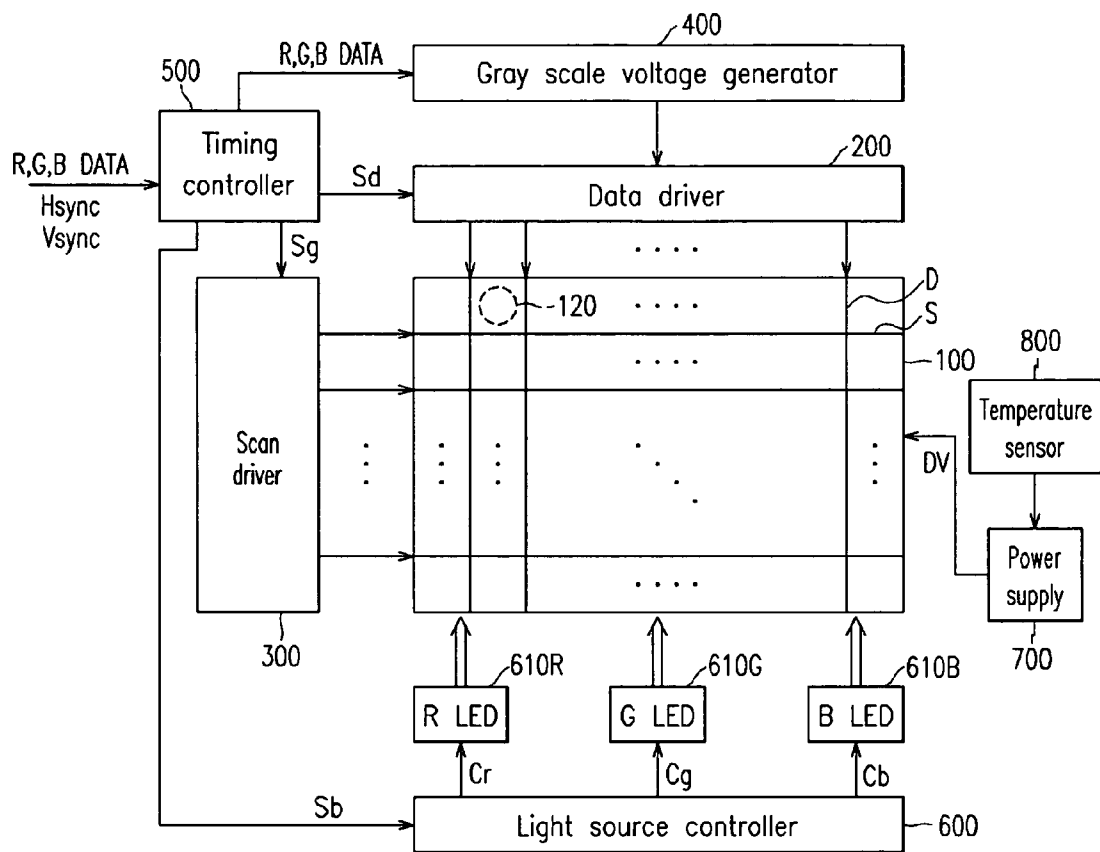 400
R,G,B DATA
Gray scale voltage generator
500
Timing
controller
R,G,B DATA
Hsync
Vsync
Sd
200
Data driver
Sg
120
D
S
100
800
Temperature
sensor
Scan
driver
DV
Power
supply
300
700
610R
610G
610B
R LED
G LED
B LED
Cr
Cg
Cb
Sb
Light source controller
600